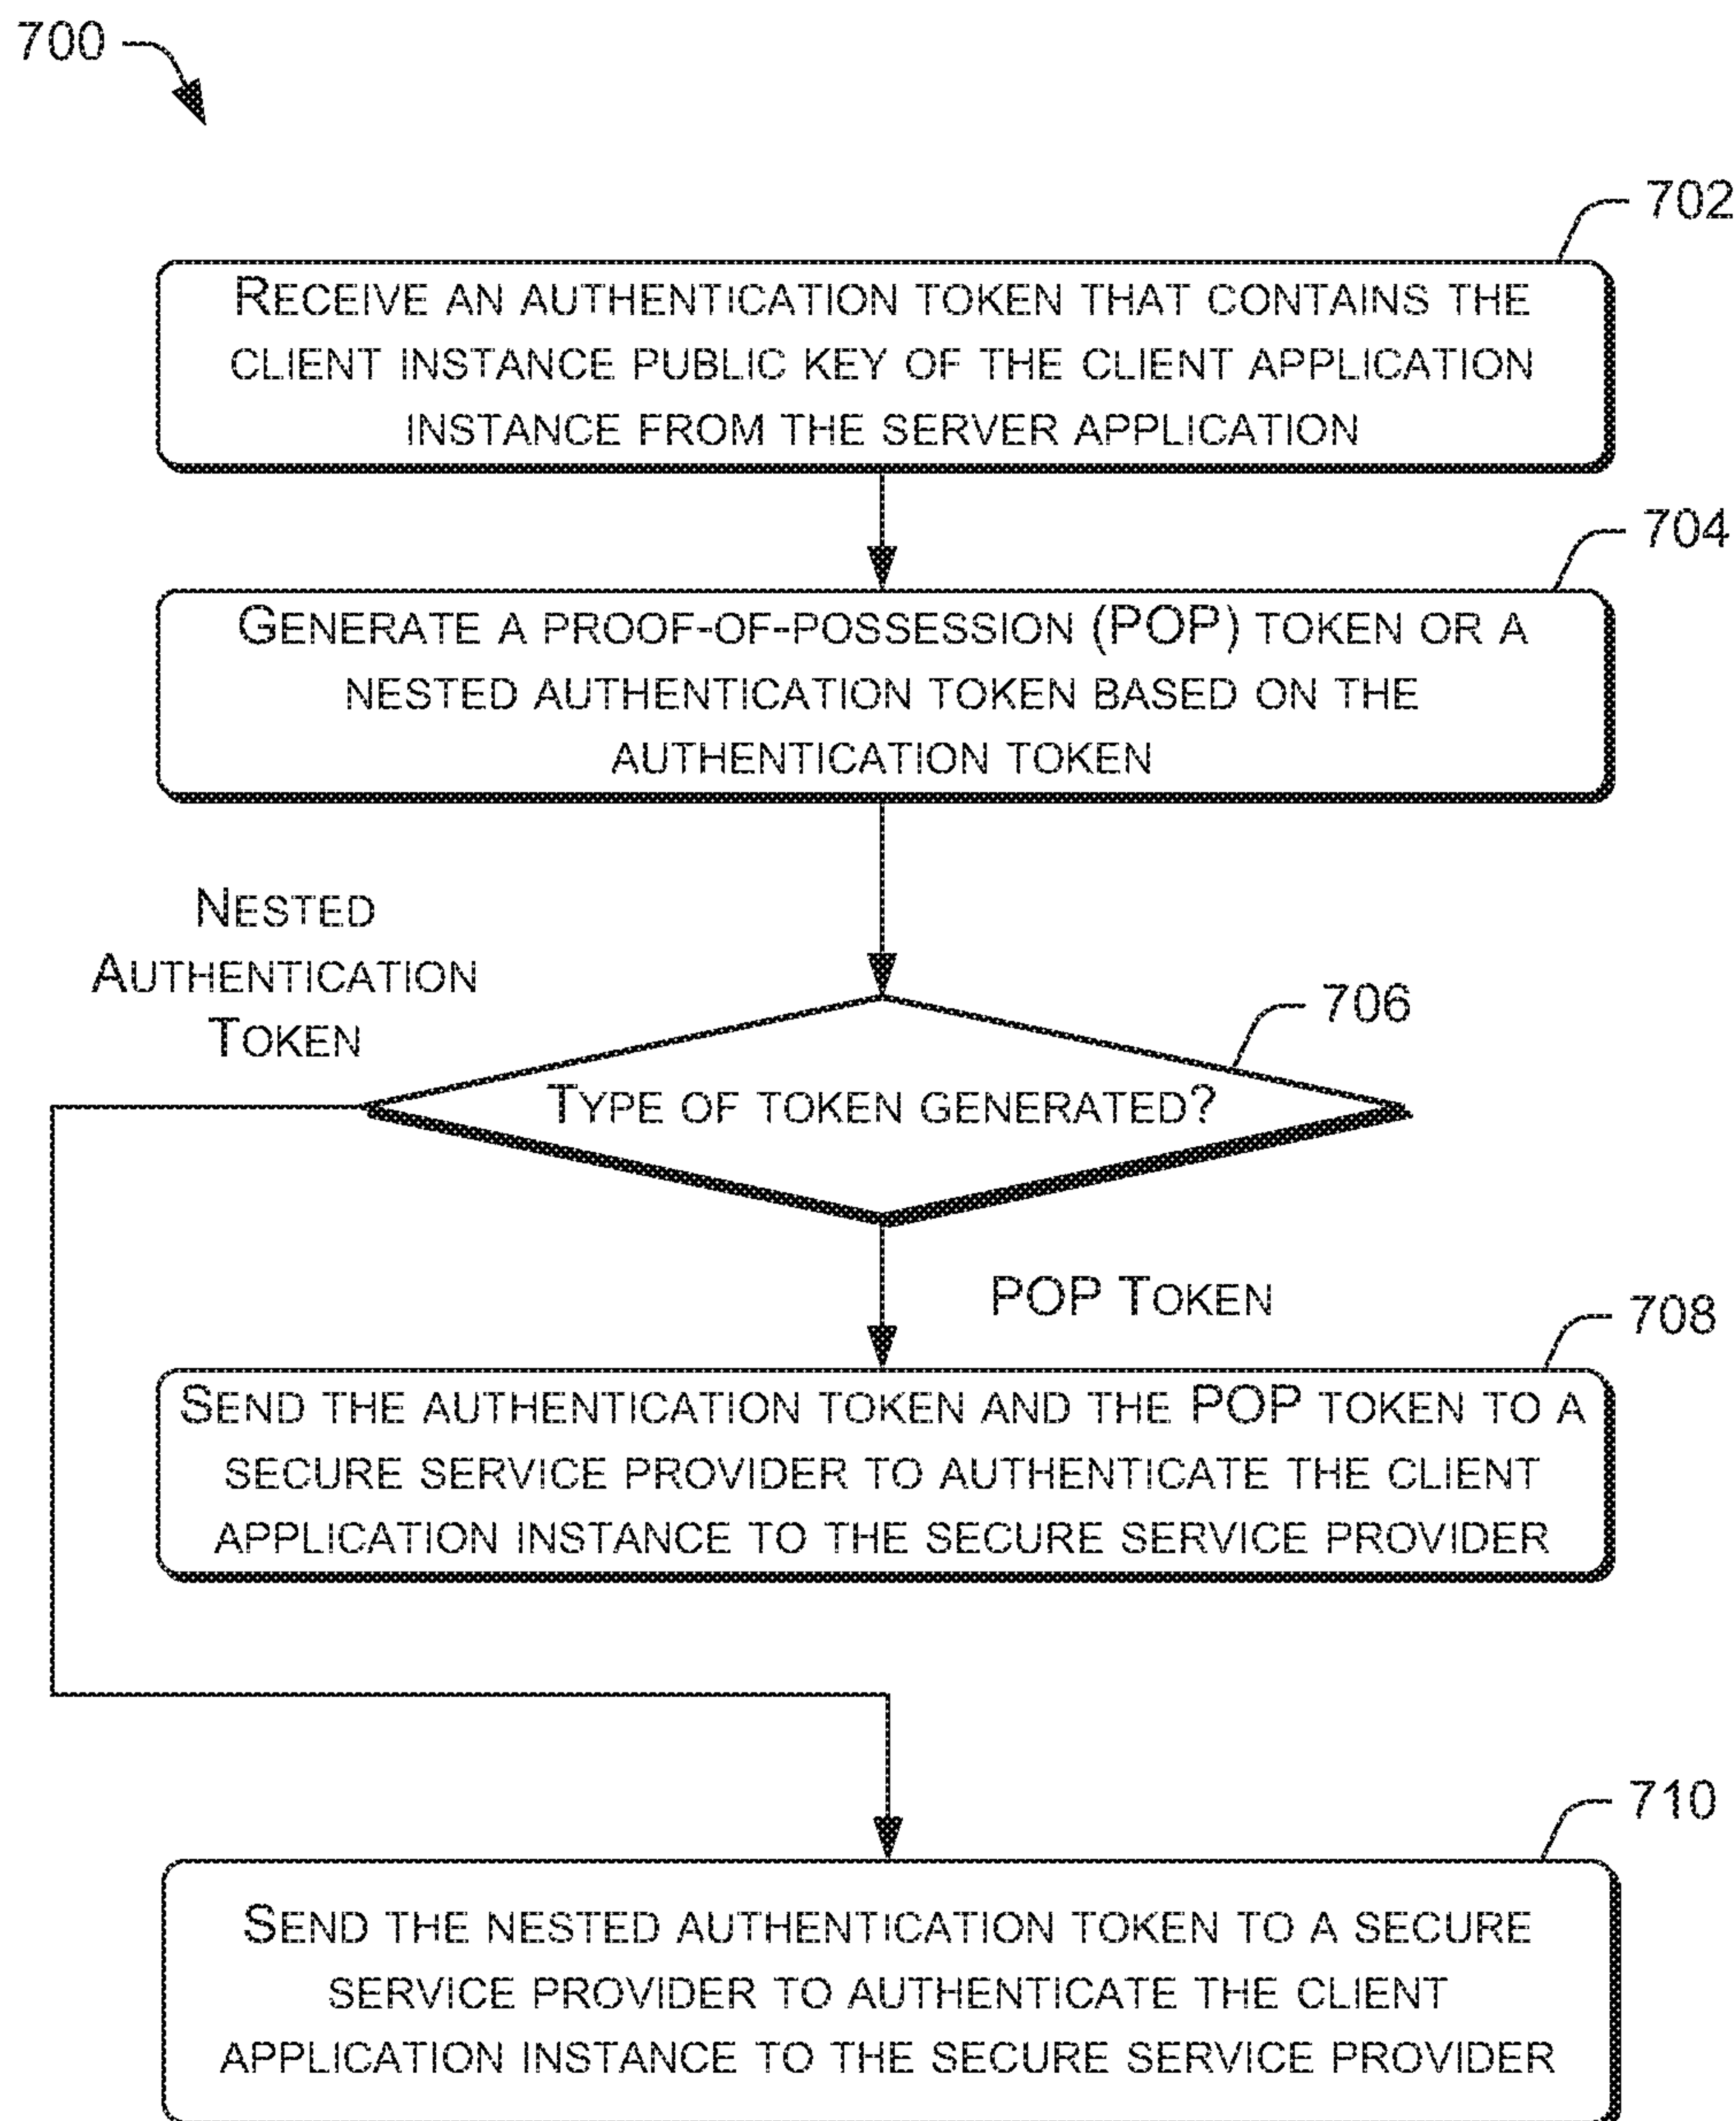 700
702
RECEIVE AN AUTHENTICATION TOKEN THAT CONTAINS THE
CLIENT INSTANCE PUBLIC KEY OF THE CLIENT APPLICATION
INSTANCE FROM THE SERVER APPLICATION
704
GENERATE A PROOF-OF-POSSESSION (POP) TOKEN OR A
NESTED AUTHENTICATION TOKEN BASED ON THE
AUTHENTICATION TOKEN
NESTED
AUTHENTICATION
TOKEN
706
TYPE OF TOKEN GENERATED?
POP TOKEN
708
SEND THE AUTHENTICATION TOKEN AND THE POP TOKEN TO A
SECURE SERVICE PROVIDER TO AUTHENTICATE THE CLIENT
APPLICATION INSTANCE TO THE SECURE SERVICE PROVIDER
710
SEND THE NESTED AUTHENTICATION TOKEN TO A SECURE
SERVICE PROVIDER TO AUTHENTICATE THE CLIENT
APPLICATION INSTANCE TO THE SECURE SERVICE PROVIDER